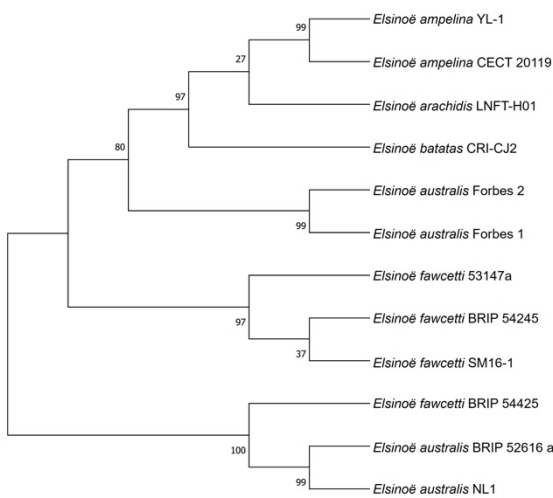 99
Elsinoë ampelina YL-1
Elsinoë ampelina CECT 20119
27
Elsinoë arachidis LNFT-H01
97
Elsinoë batatas CRI-CJ2
80
Elsinoë australis Forbes 2
Elsinoë australis Forbes 1
99
Elsinoë fawcetti 53147a
97
Elsinoë fawcetti BRIP 54245
37
Elsinoë fawcetti SM16-1
Elsinoë fawcetti BRIP 54425
100
Elsinoë australis BRIP 52616 a
99
Elsinoë australis NL1